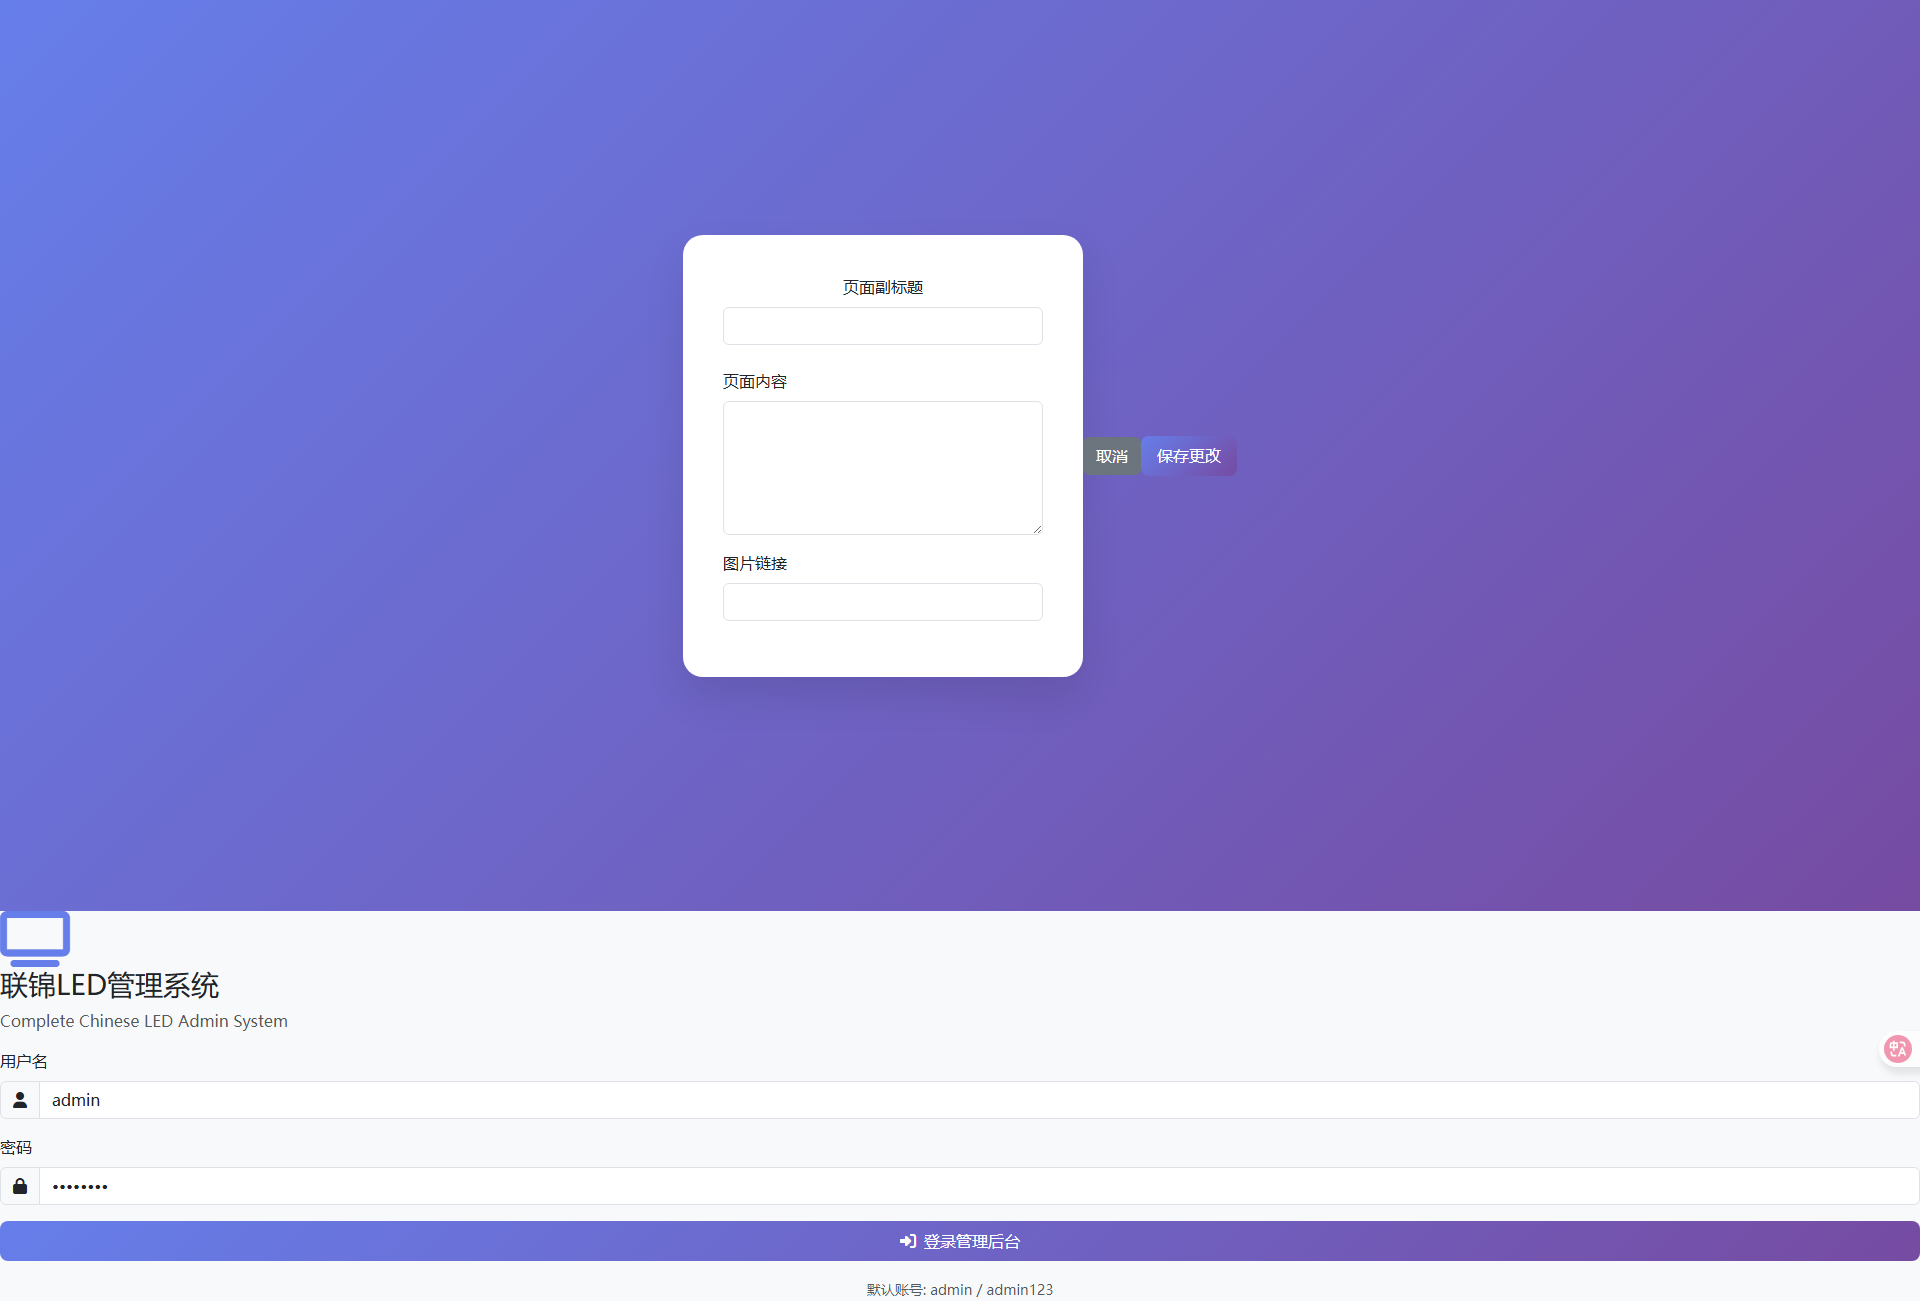 页面副标题
页面内容
取消
保存更改
图片链接
联锦LED管理系统
Complete Chinese LED Admin System
用户名
admin
密码
••••••••
登录管理后台
默认账号: admin / admin123